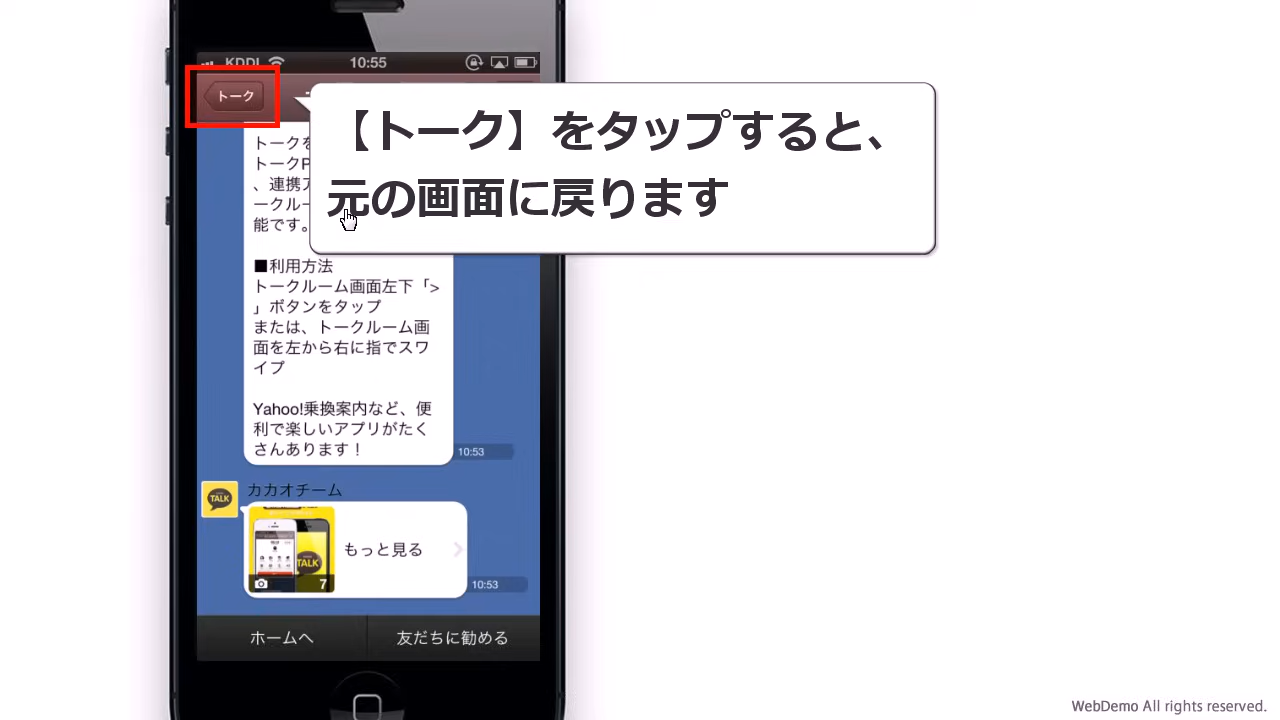 KDDI
10:55
トーク
【トーク】をタップすると、
元の画面に戻ります
トークを
トークP
、連携ア
ークルー
能です。
■利用方法
トークルーム画面左下「>
」ボタンをタップ
または、トークルーム画
面を左から右に指でスワ
イプ
Yahoo!乗換案内など、便
利で楽しいアプリがたく
さんあります！
10:53
カカオチーム
TALK
TALK
もっと見る
7
10:53
ホームへ
友だちに勧める
WebDemo All rights reserved.